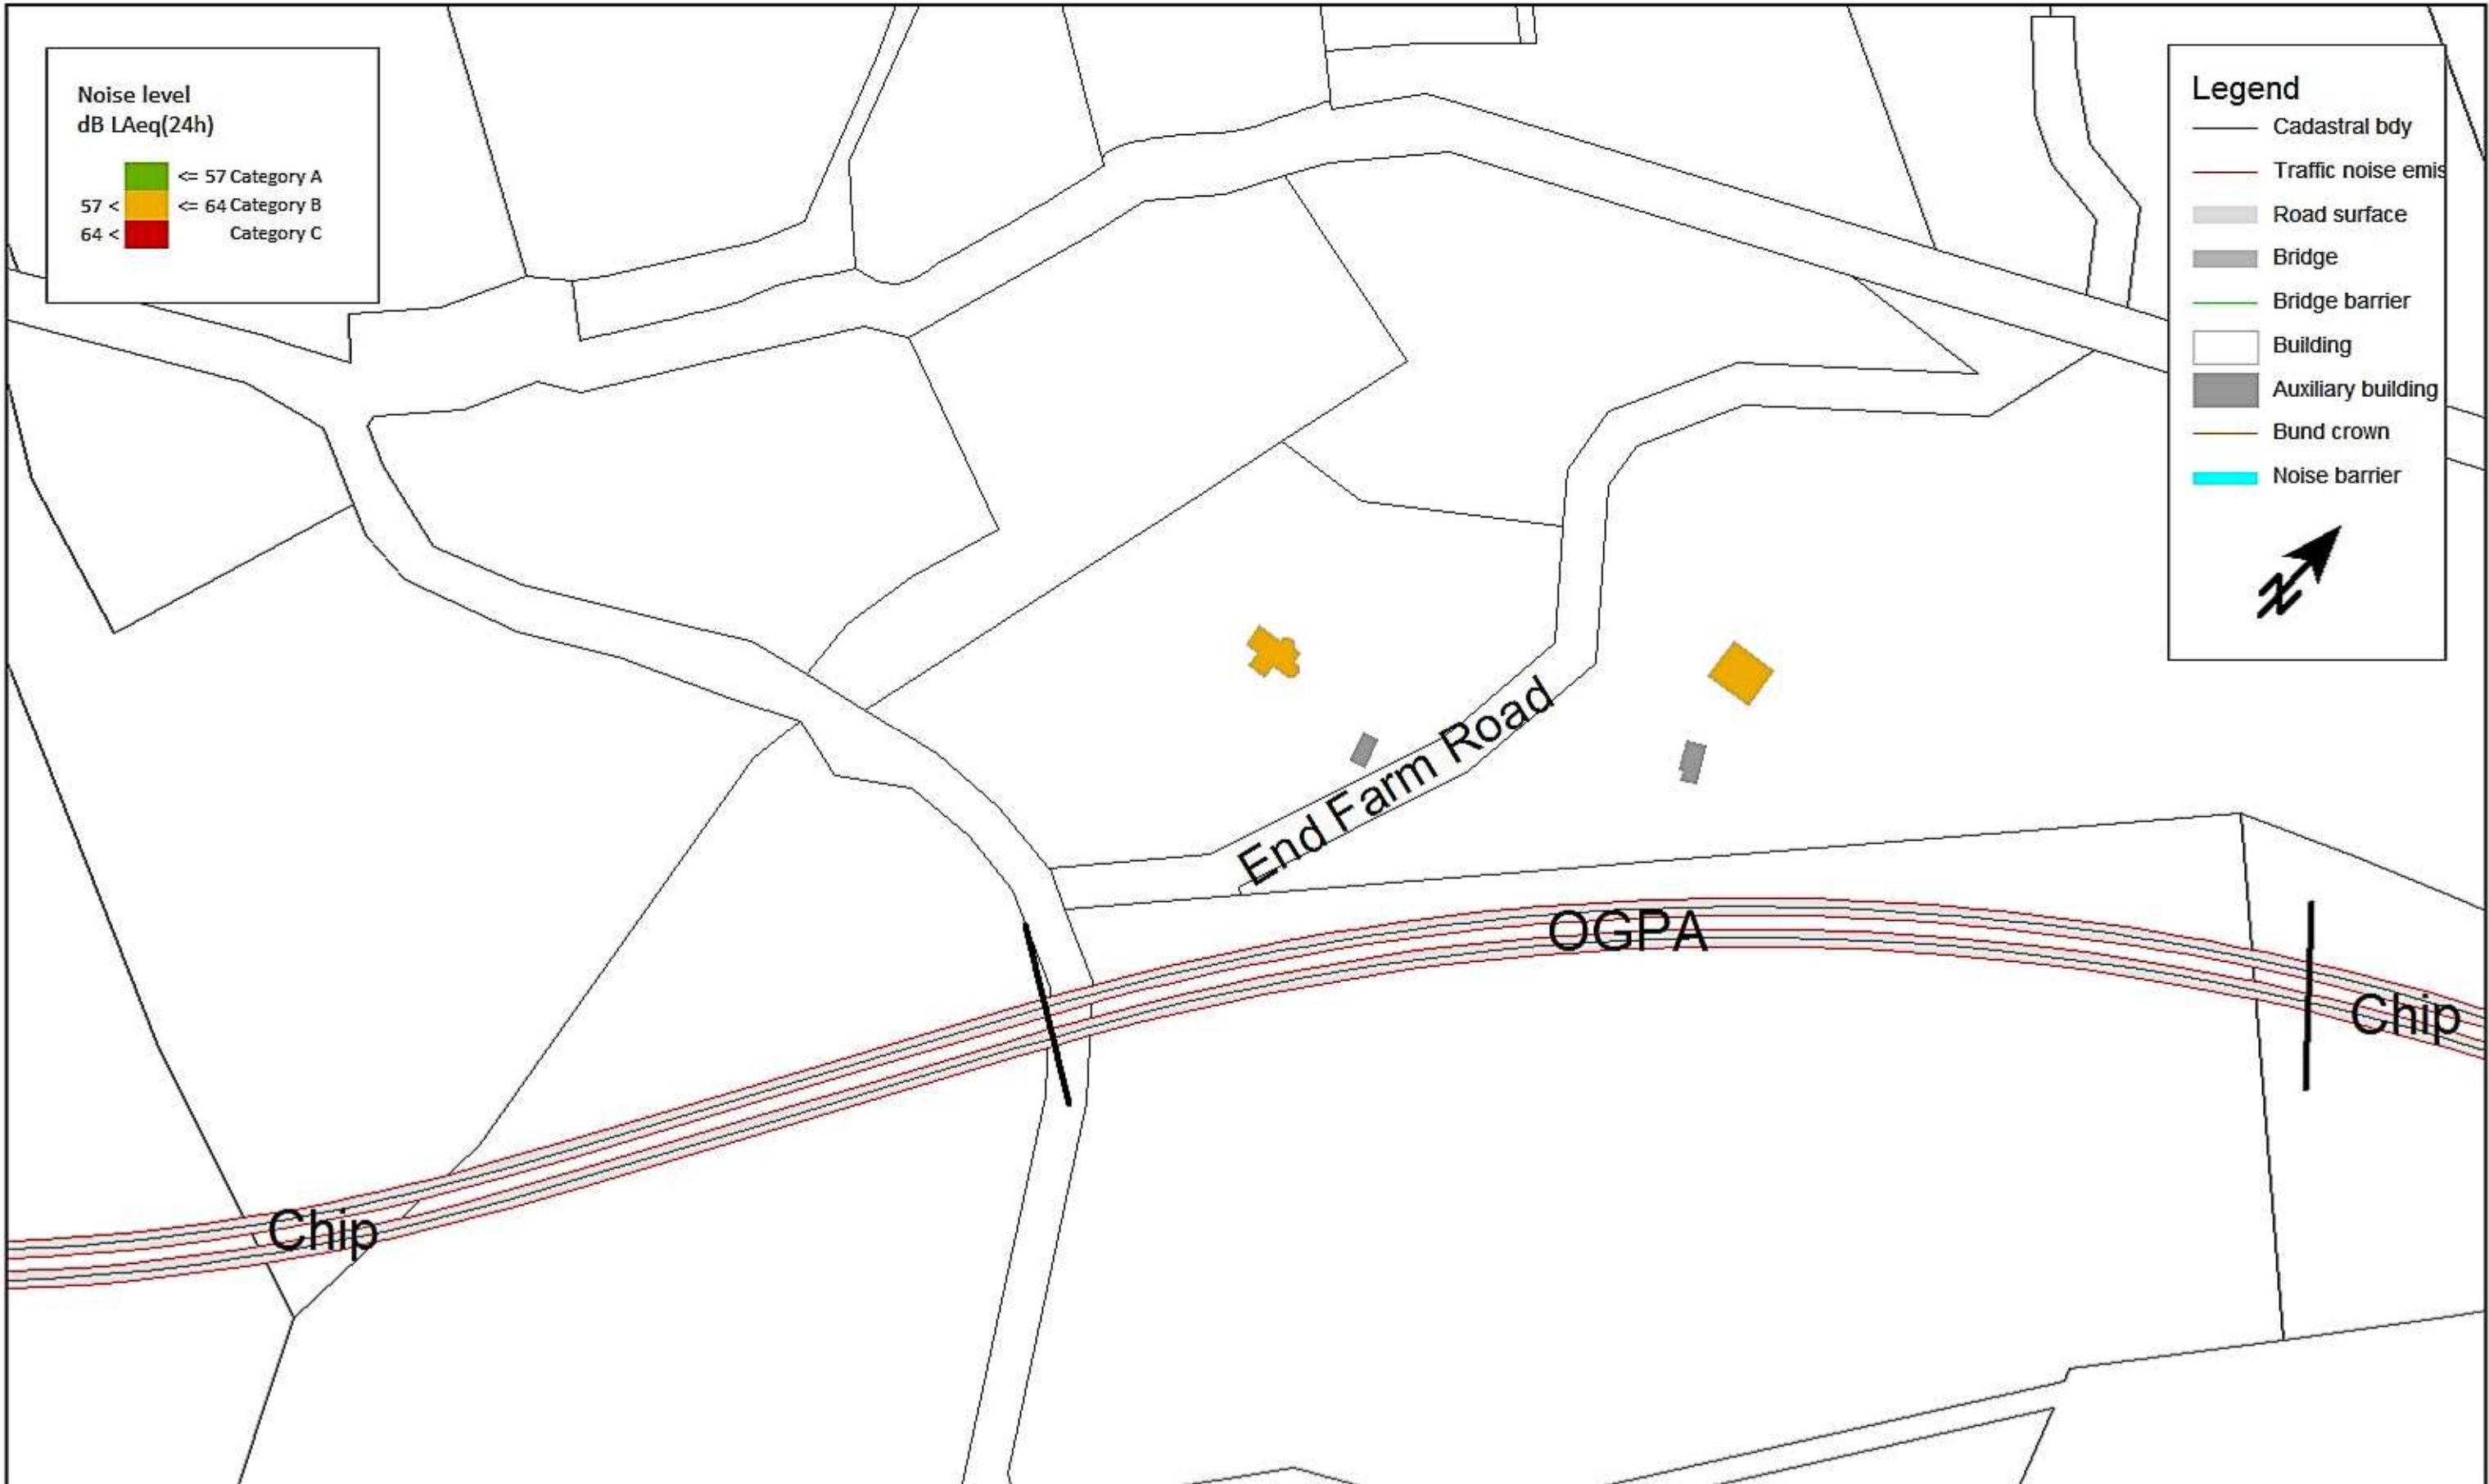 Noise level
dB LAeq(24h)
<= 57 Category A
57 < <= 64 Category B
64 < Category C
Legend
Cadastral bdy
Traffic noise emis
Road surface
Bridge
Bridge barrier
Building
Auxiliary building
Bund crown
Noise barrier
N
End Farm Road
OGPA
Chip
Chip